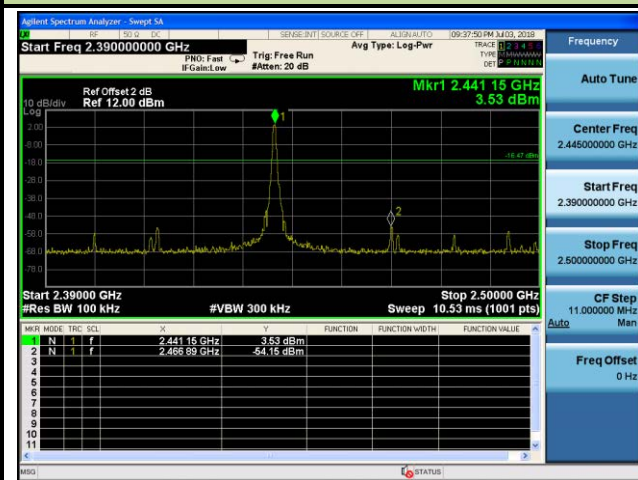 Agilent Spectrum Analyzer - Swept SA
RF 50 Ω DC SENSE:INT SOURCE OFF ALIGNAUTO 09:37:50 PM Jul 03, 2018
Start Freq 2.390000000 GHz
PNO: Fast
IFGain:Low
Trig: Free Run
#Atten: 20 dB
Avg Type: Log-Pwr
TRACE 1 2 3 4 5 6
TYPE MWWWWW
DET P P N N N N
Ref Offset 2 dB
10 dB/div Ref 12.00 dBm
Log
Mkr1 2.441 15 GHz
3.53 dBm
2.00
-8.00
-18.0
-28.0
-38.0
-48.0
-58.0
-68.0
-78.0
1
2
-16.47 dBm
Start 2.39000 GHz Stop 2.50000 GHz
#Res BW 100 kHz #VBW 300 kHz Sweep 10.53 ms (1001 pts)
MKR MODE TRC SCL X Y FUNCTION FUNCTION WIDTH FUNCTION VALUE
1 N 1 f 2.441 15 GHz 3.53 dBm
2 N 1 f 2.466 89 GHz -54.15 dBm
3
4
5
6
7
8
9
10
11
MSG STATUS
Frequency
Auto Tune
Center Freq
2.445000000 GHz
Start Freq
2.390000000 GHz
Stop Freq
2.500000000 GHz
CF Step
11.000000 MHz
Auto Man
Freq Offset
0 Hz